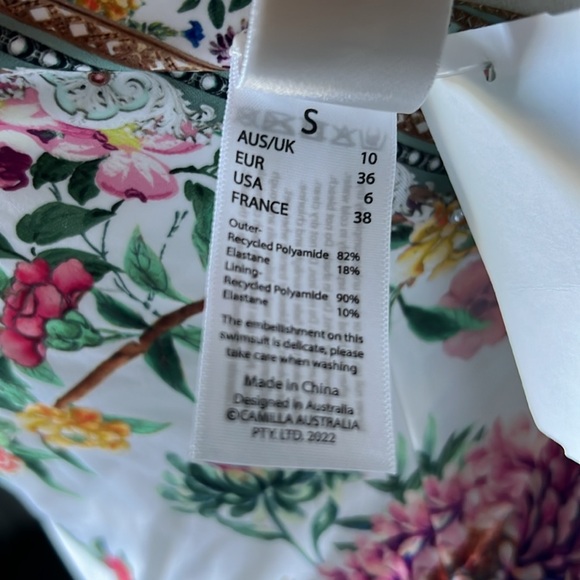 S
AUS/UK 10
EUR 36
USA 6
FRANCE 38
Outer-
Recycled Polyamide 82%
Elastane 18%
Lining-
Recycled Polyamide 90%
Elastane 10%
The embellishment on this
swimsuit is delicate, please
take care when washing
Made in China
Designed in Australia
©CAMILLA AUSTRALIA
PTY. LTD. 2022